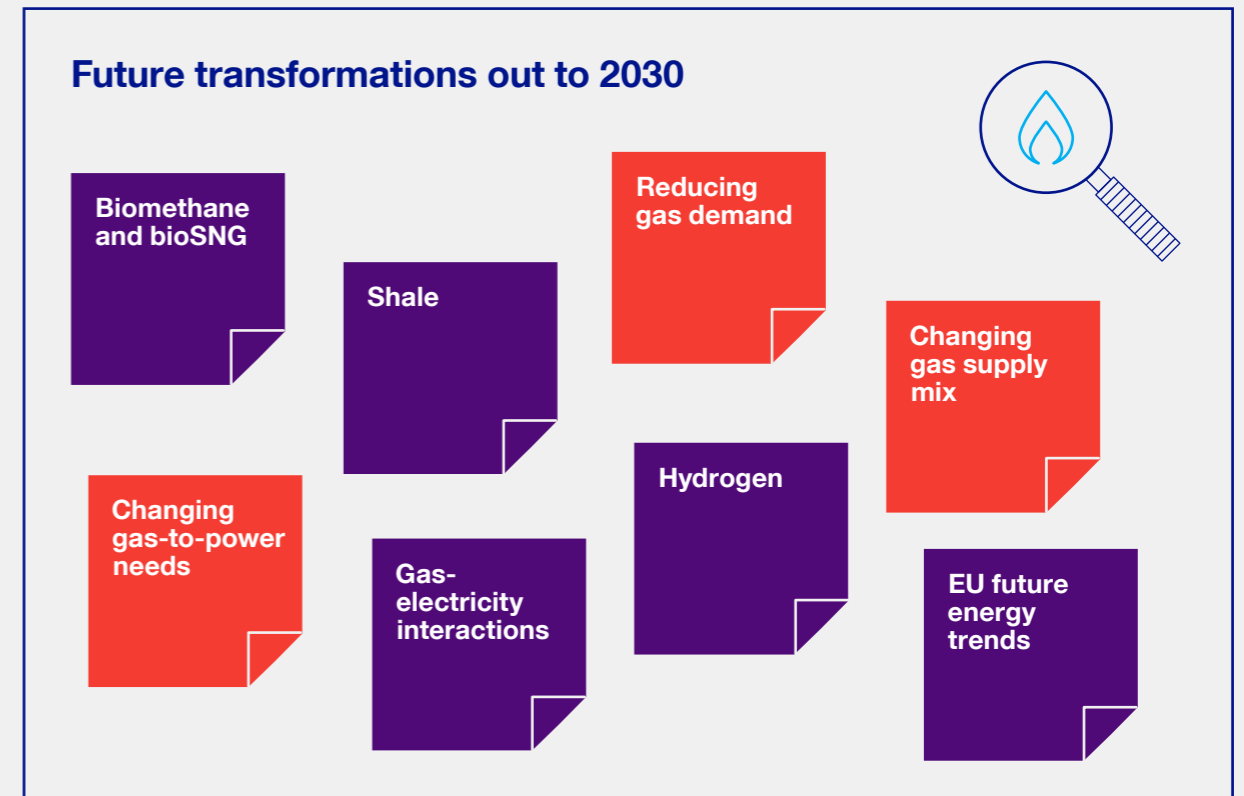 Future transformations out to 2030
Biomethane
and bioSNG
Shale
Reducing
gas demand
Changing
gas supply
mix
Changing
gas-to-power
needs
Gas-
electricity
interactions
Hydrogen
EU future
energy
trends